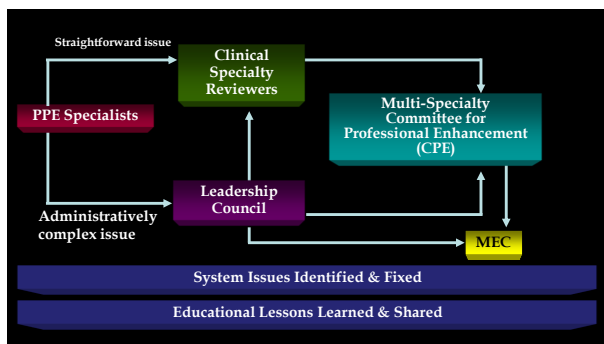 Straightforward issue
Clinical
Specialty
Reviewers
PPE Specialists
Multi-Specialty
Committee for
Professional Enhancement
(CPE)
Administratively
complex issue
Leadership
Council
MEC
System Issues Identified & Fixed
Educational Lessons Learned & Shared